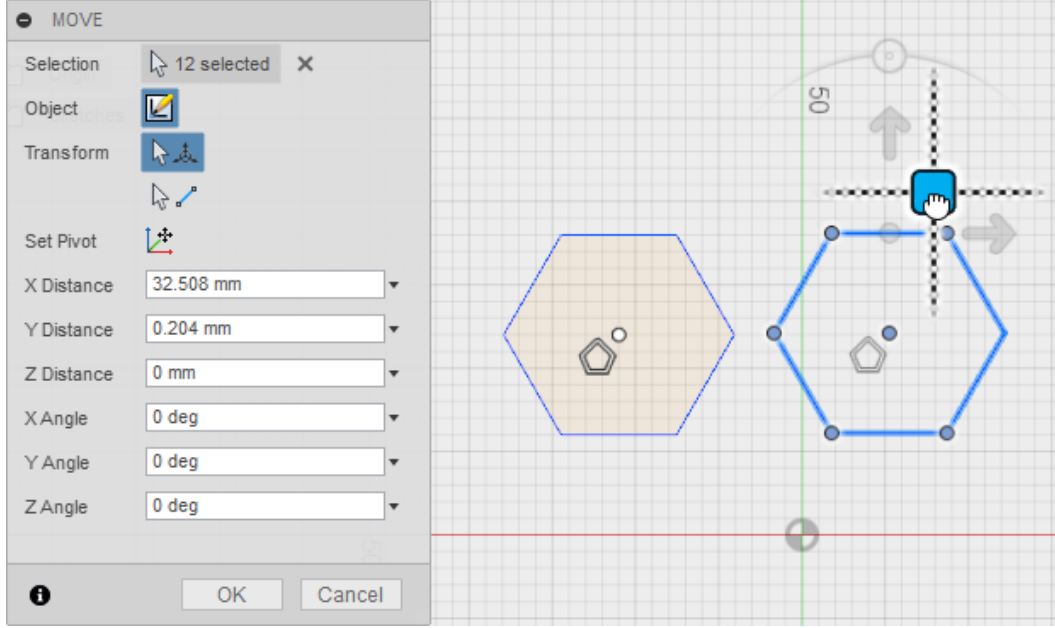 MOVE
Selection 12 selected
Object
Transform
Set Pivot
X Distance 32.508 mm
Y Distance 0.204 mm
Z Distance 0 mm
X Angle 0 deg
Y Angle 0 deg
Z Angle 0 deg
OK Cancel
50